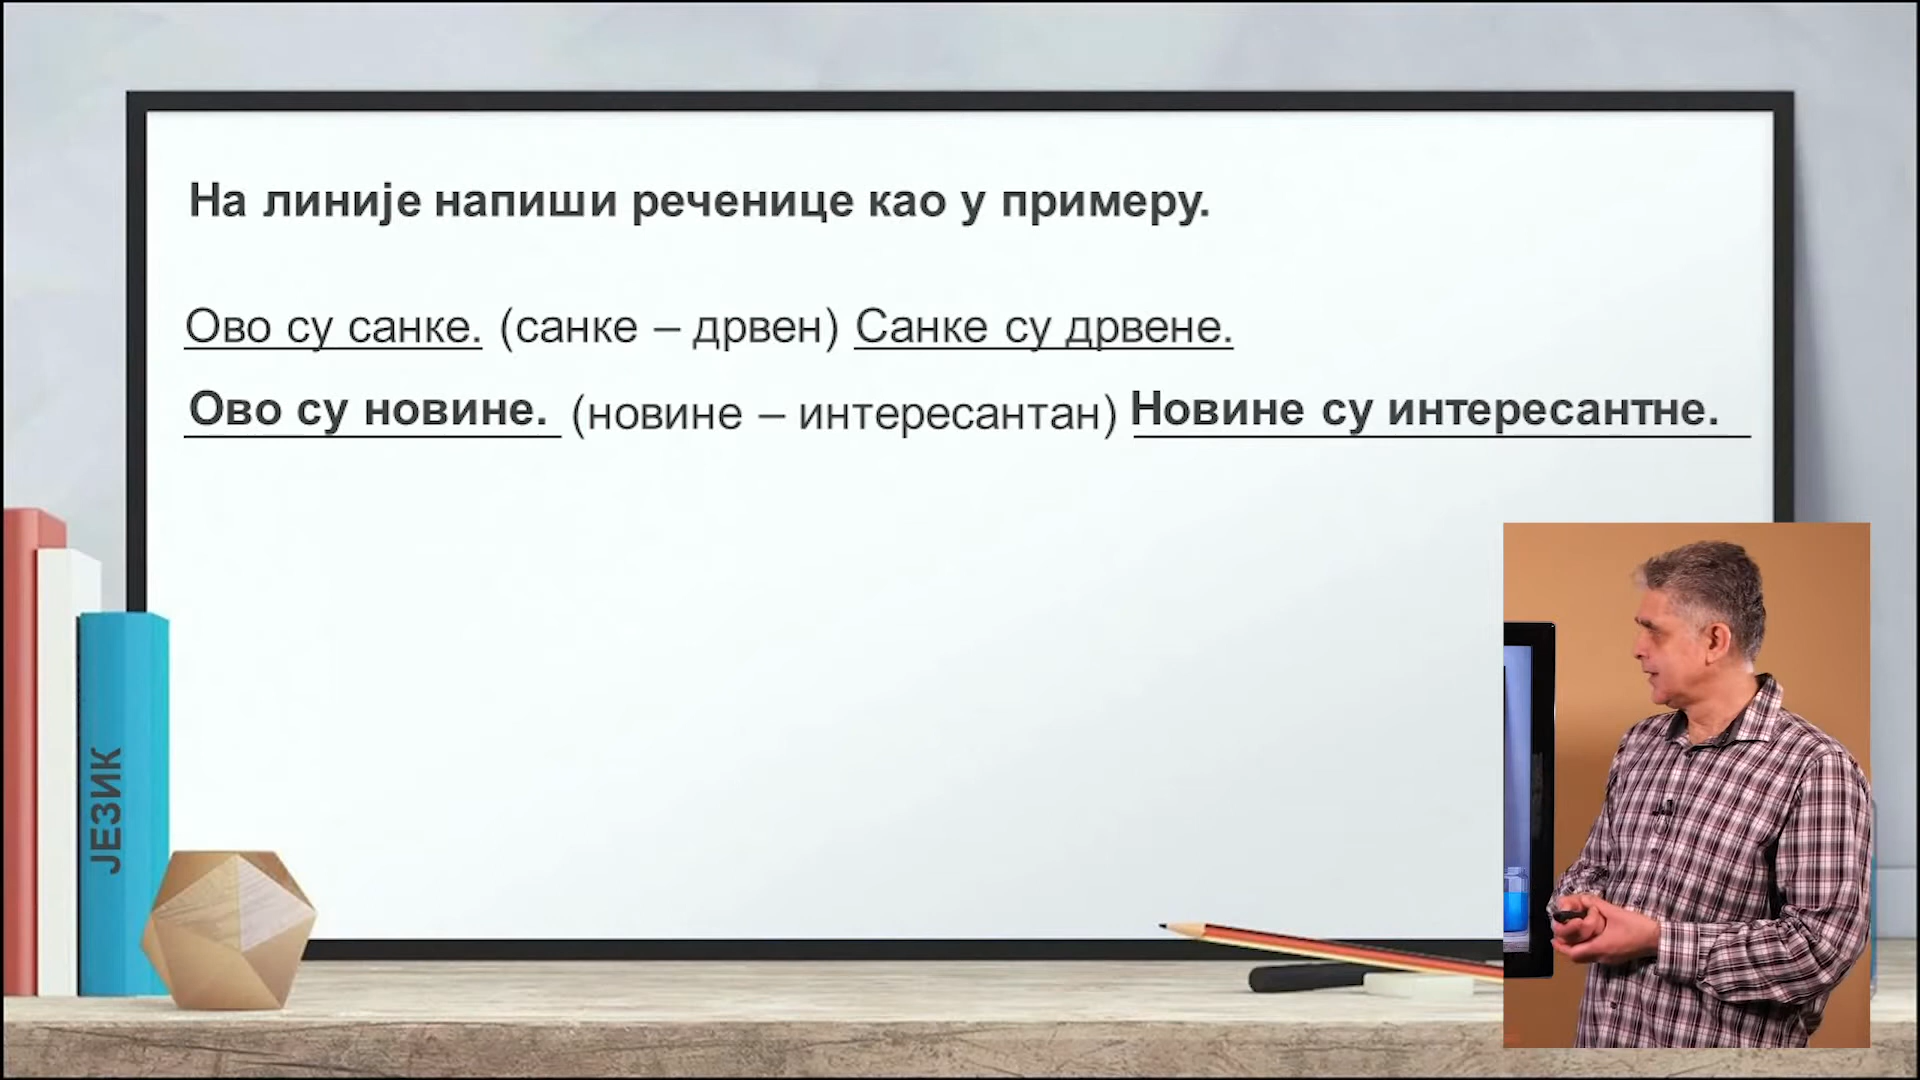 На линије напиши реченице као у примеру.
Ово су санке. (санке – дрвен) Санке су дрвене.
Ово су новине. (новине – интересантан) Новине су интересантне.
ЈЕЗИК